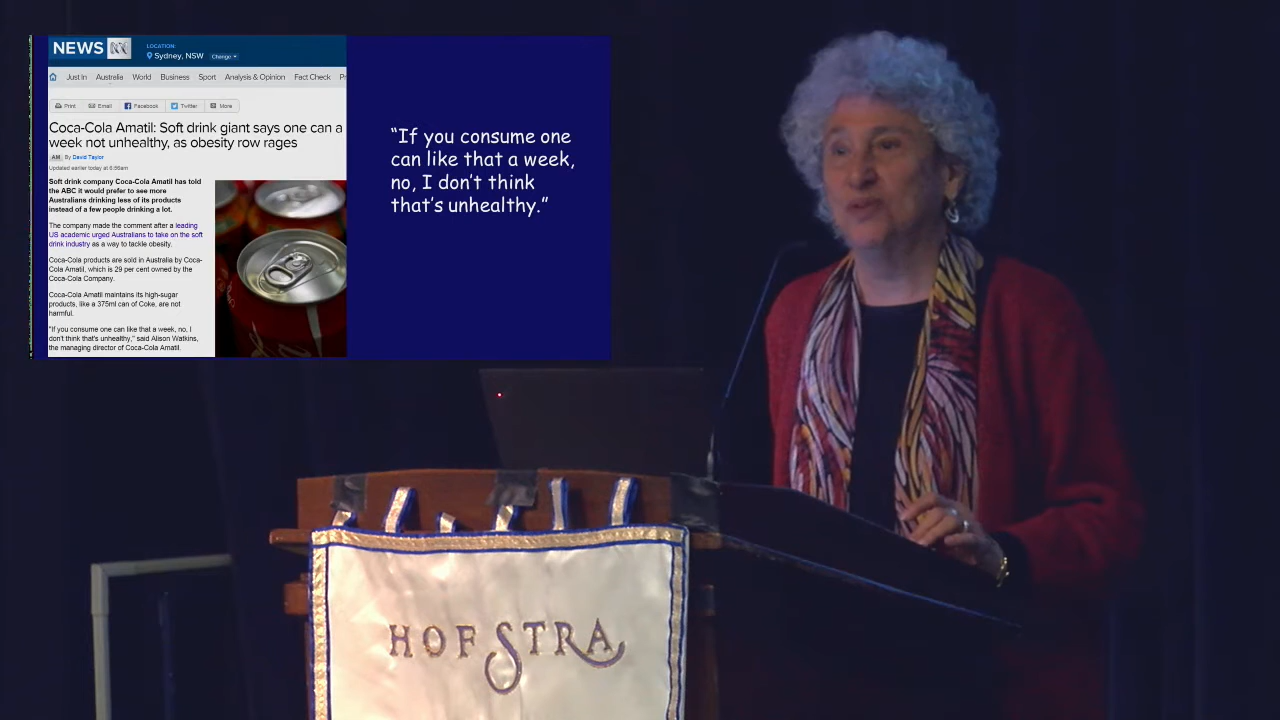 NEWS
LOCATION:
Sydney, NSW Change
Just In Australia World Business Sport Analysis & Opinion Fact Check
Print Email Facebook Twitter More
Coca-Cola Amatil: Soft drink giant says one can a
week not unhealthy, as obesity row rages
AM By David Taylor
Updated earlier today at 6:56am
Soft drink company Coca-Cola Amatil has told
the ABC it would prefer to see more
Australians drinking less of its products
instead of a few people drinking a lot.
The company made the comment after a leading
US academic urged Australians to take on the soft
drink industry as a way to tackle obesity.
Coca-Cola products are sold in Australia by Coca-
Cola Amatil, which is 29 per cent owned by the
Coca-Cola Company.
Coca-Cola Amatil maintains its high-sugar
products, like a 375ml can of Coke, are not
harmful.
"If you consume one can like that a week, no, I
don't think that's unhealthy," said Alison Watkins,
the managing director of Coca-Cola Amatil.
“If you consume one
can like that a week,
no, I don’t think
that’s unhealthy.”
HOFSTRA